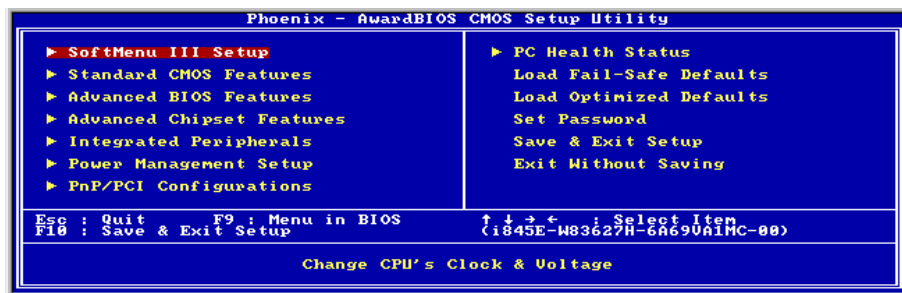 Phoenix - AwardBIOS CMOS Setup Utility
► SoftMenu III Setup
► Standard CMOS Features
► Advanced BIOS Features
► Advanced Chipset Features
► Integrated Peripherals
► Power Management Setup
► PnP/PCI Configurations
► PC Health Status
Load Fail-Safe Defaults
Load Optimized Defaults
Set Password
Save & Exit Setup
Exit Without Saving
Esc : Quit F9 : Menu in BIOS ↑ ↓ → ← : Select Item
F10 : Save & Exit Setup (i845E-W83627H-6A69VA1MC-00)
Change CPU's Clock & Voltage